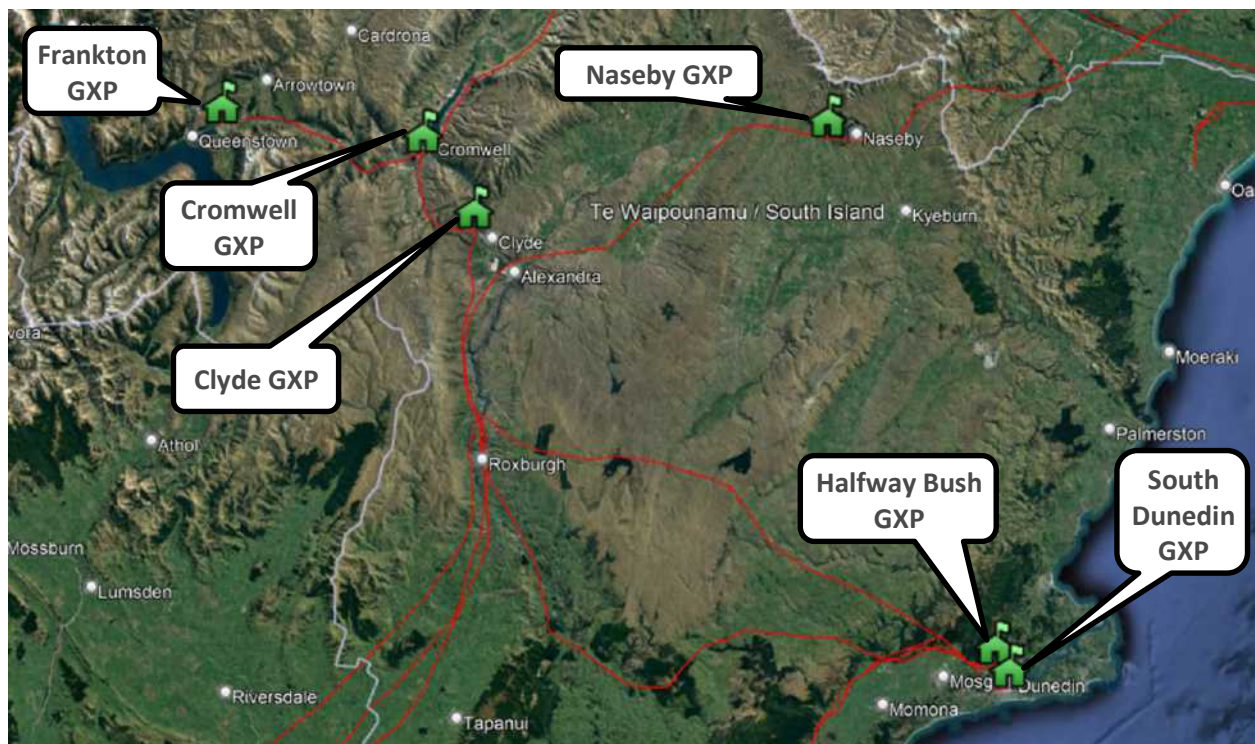 Cardrona
Frankton
GXP
Arrowtown
Queenstown
Naseby GXP
Naseby
Cromwell
Cromwell
GXP
Te Waipounamu / South Island
Kyeburn
Clyde
Alexandra
Clyde GXP
Moeraki
Athol
Palmerston
Roxburgh
Halfway Bush
GXP
South
Dunedin
GXP
Mossburn
Lumsden
Riversdale
Tapanui
Dunedin
Momona